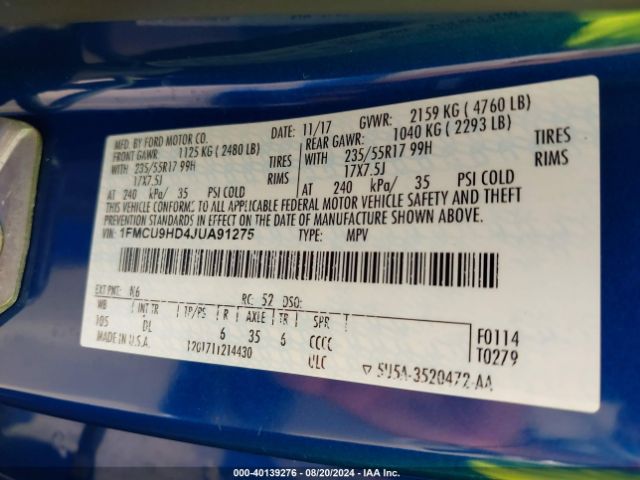 MFD. BY FORD MOTOR CO.
DATE: 11/17
GVWR: 2159 KG ( 4760 LB)
FRONT GAWR: 1125 KG ( 2480 LB)
REAR GAWR: 1040 KG ( 2293 LB)
WITH 235/55R17 99H TIRES
WITH 235/55R17 99H TIRES
17X7.5J RIMS
17X7.5J RIMS
AT 240 kPa/ 35 PSI COLD
AT 240 kPa/ 35 PSI COLD
THIS VEHICLE CONFORMS TO ALL APPLICABLE FEDERAL MOTOR VEHICLE SAFETY AND THEFT
PREVENTION STANDARDS IN EFFECT ON THE DATE OF MANUFACTURE SHOWN ABOVE.
VIN: 1FMCU9HD4JUA91275
TYPE: MPV
EXT PNT: N6 RC: 52 DSO:
WB INT TR TP/PS R AXLE TR SPR
105 DL 6 35 6 CCCC
F0114
T0279
MADE IN U.S.A. 1201711214430 ULC
5U5A-3520472-AA
000-40139276 - 08/20/2024 - IAA Inc.